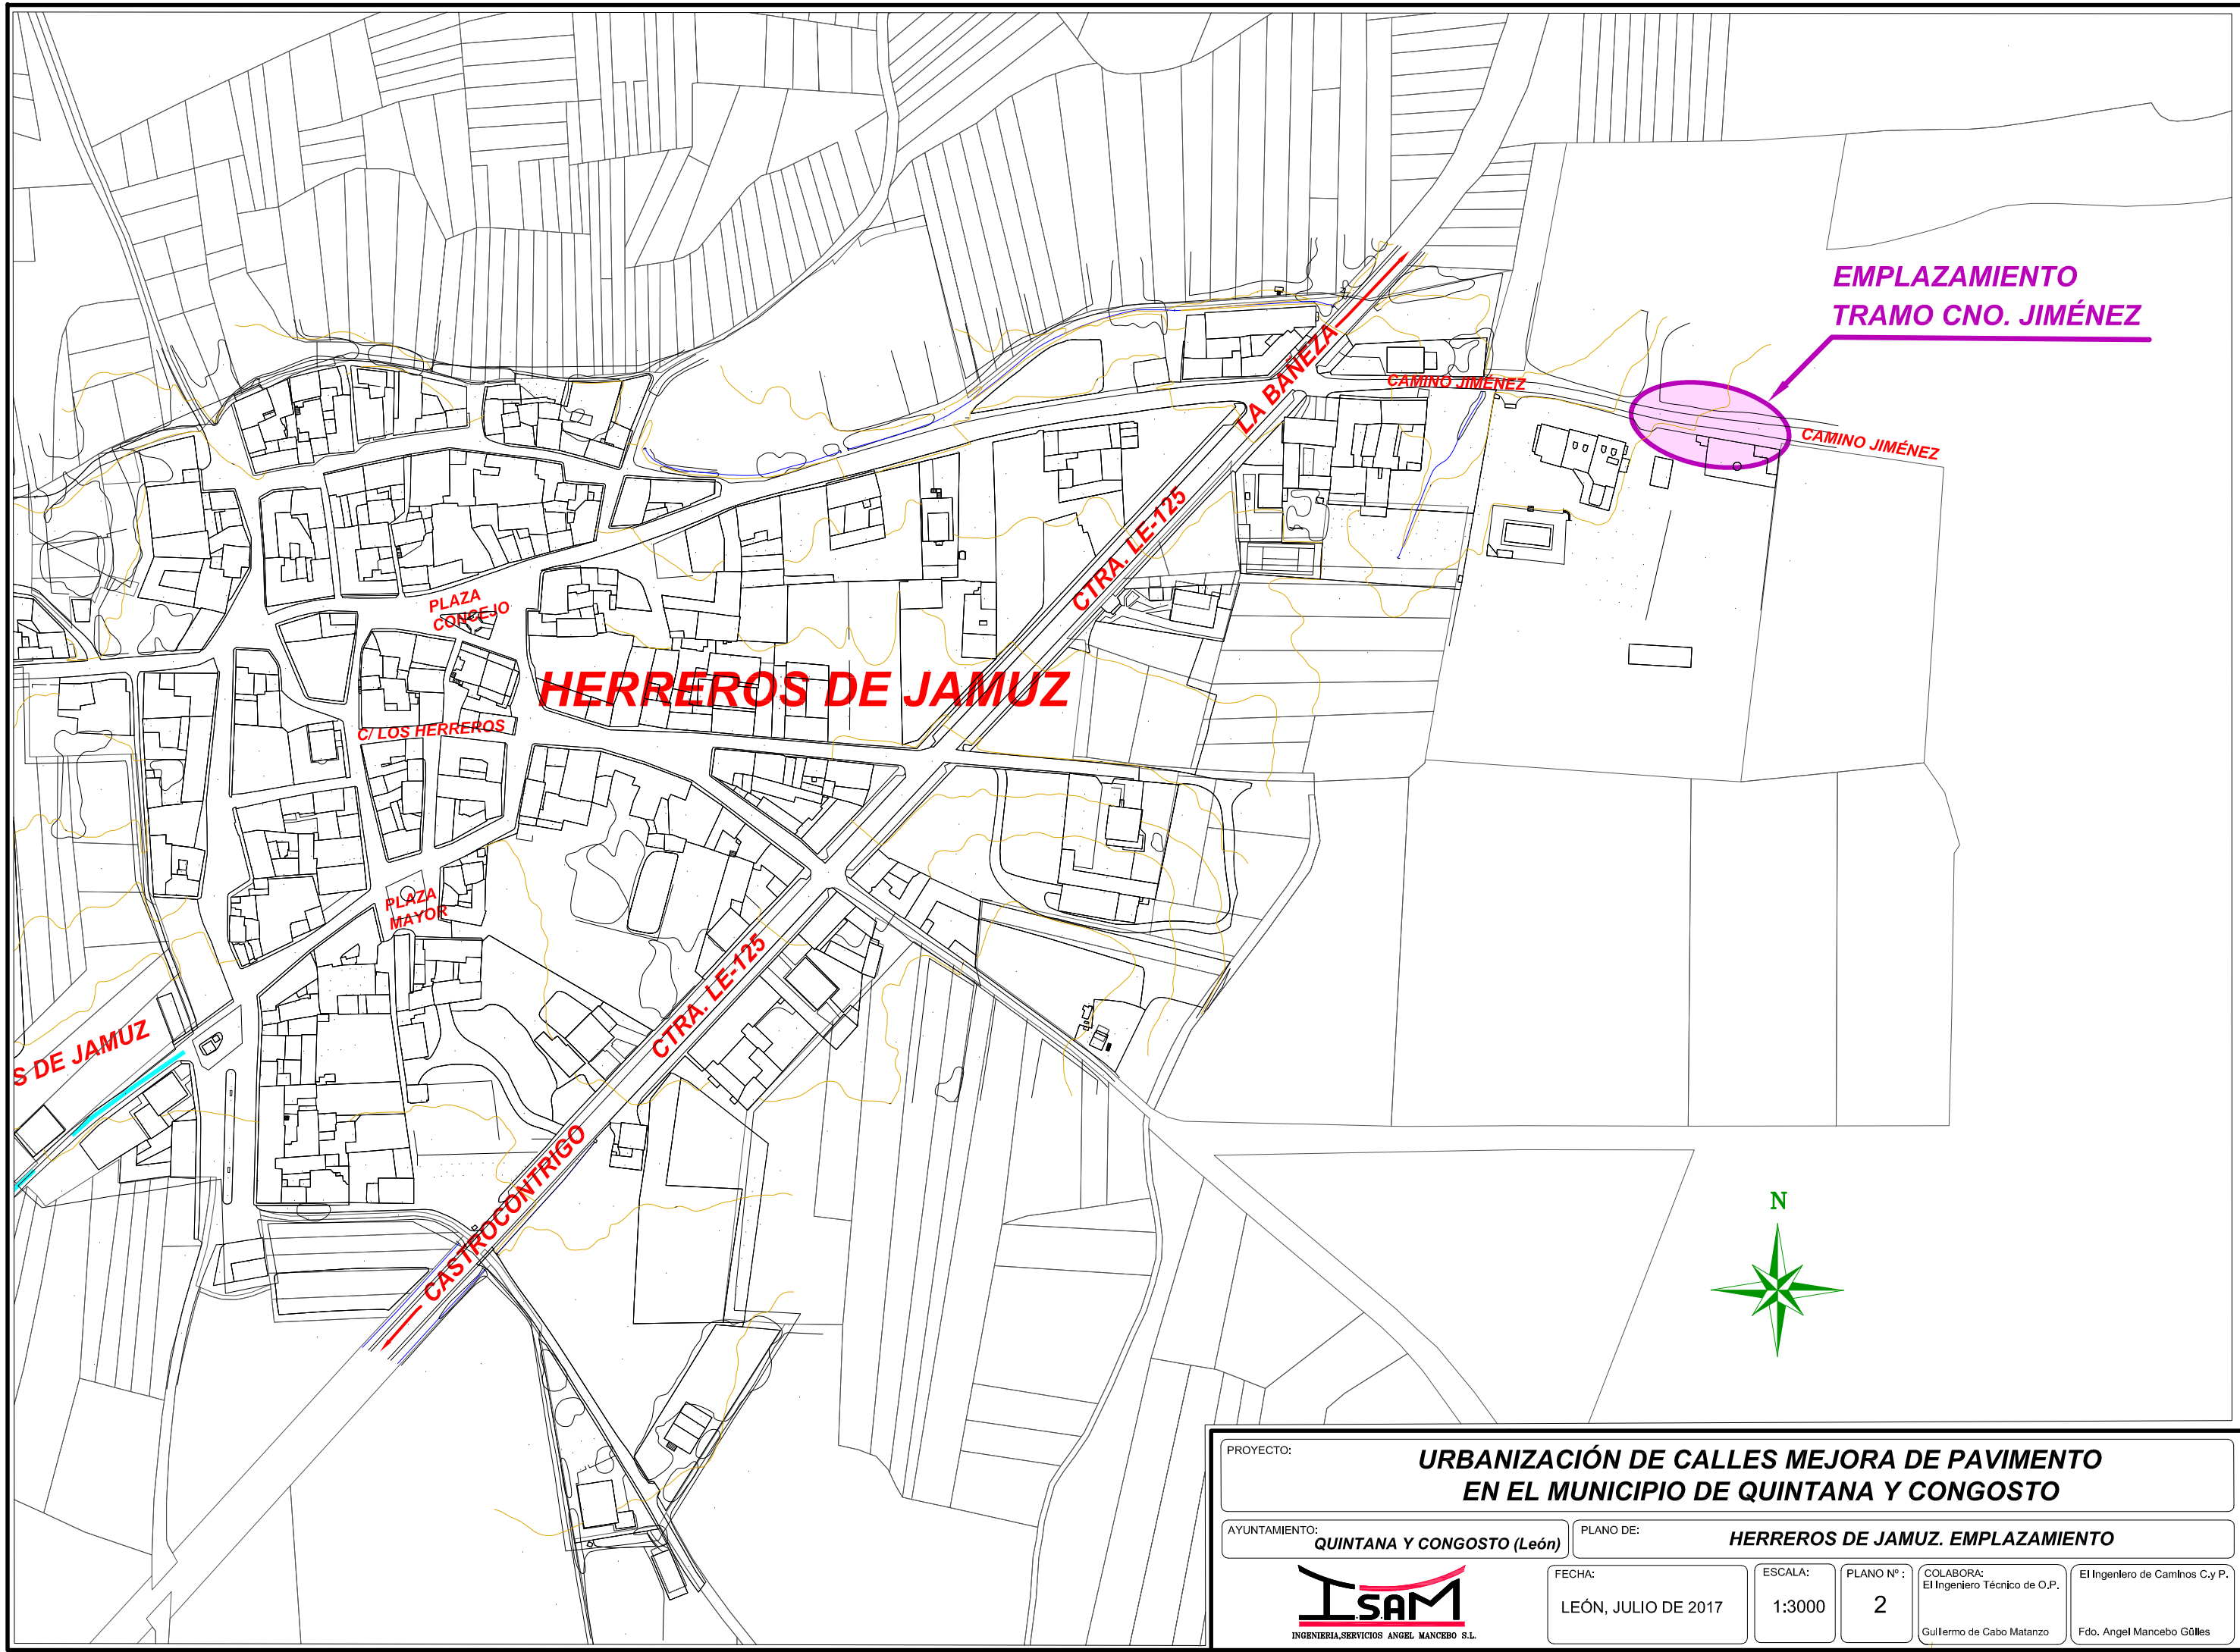 EMPLAZAMIENTO
TRAMO CNO. JIMÉNEZ
LA BAÑEZA
CAMINO JIMÉNEZ
CAMINO JIMÉNEZ
CTRA. LE-125
PLAZA
CONCEJO
HERREROS DE JAMUZ
C/ LOS HERREROS
PLAZA
MAYOR
CTRA. LE-125
S DE JAMUZ
CASTROCONTRIGO
N
PROYECTO:
URBANIZACIÓN DE CALLES MEJORA DE PAVIMENTO
EN EL MUNICIPIO DE QUINTANA Y CONGOSTO
AYUNTAMIENTO:
QUINTANA Y CONGOSTO (León)
PLANO DE:
HERREROS DE JAMUZ. EMPLAZAMIENTO
I.SAM
INGENIERIA,SERVICIOS ANGEL MANCEBO S.L.
FECHA:
LEÓN, JULIO DE 2017
ESCALA:
1:3000
PLANO Nº :
2
COLABORA:
El Ingeniero Técnico de O.P.
Guillermo de Cabo Matanzo
El Ingeniero de Caminos C.y P.
Fdo. Angel Mancebo Güiles